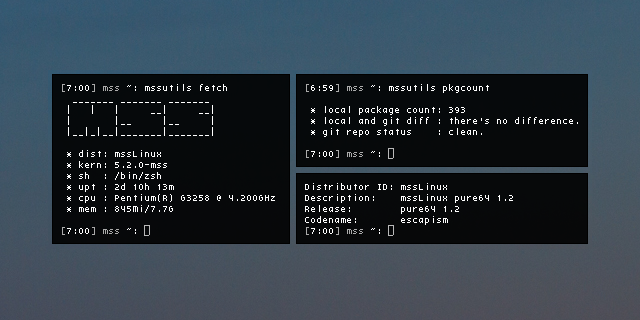 [7:00] mss ~: mssutils fetch
* dist: mssLinux
* kern: 5.2.0-mss
* sh  : /bin/zsh
* upt : 2d 10h 13m
* cpu : Pentium(R) G3258 @ 4.200GHz
* mem : 845Mi/7.7G
[7:00] mss ~:
[6:59] mss ~: mssutils pkgcount
* local package count: 393
* local and git diff : there's no difference.
* git repo status    : clean.
[7:00] mss ~:
Distributor ID: mssLinux
Description:    mssLinux pure64 1.2
Release:        pure64 1.2
Codename:       escapism
[7:00] mss ~: